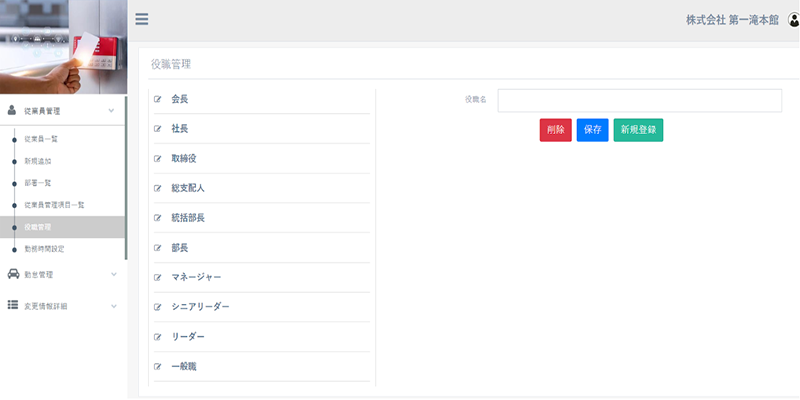 株式会社 第一滝本館
従業員管理
従業員一覧
新規追加
部署一覧
従業員管理項目一覧
役職管理
勤務時間設定
勤怠管理
変更情報詳細
役職管理
会長
社長
取締役
総支配人
統括部長
部長
マネージャー
シニアリーダー
リーダー
一般職
役職名
削除 保存 新規登録